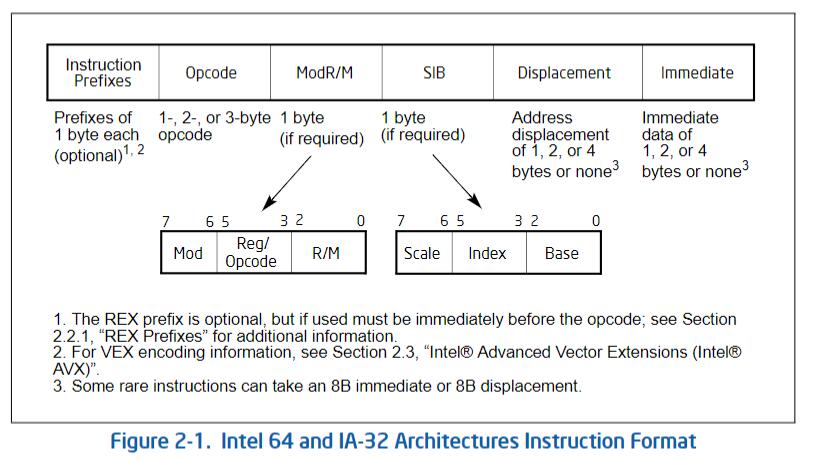 Instruction Prefixes
Opcode
ModR/M
SIB
Displacement
Immediate
Prefixes of
1 byte each
(optional)1, 2
1-, 2-, or 3-byte
opcode
1 byte
(if required)
1 byte
(if required)
Address
displacement
of 1, 2, or 4
bytes or none3
Immediate
data of
1, 2, or 4
bytes or none3
7 6 5 3 2 0
Mod
Reg/
Opcode
R/M
7 6 5 3 2 0
Scale
Index
Base
1. The REX prefix is optional, but if used must be immediately before the opcode; see Section
2.2.1, “REX Prefixes” for additional information.
2. For VEX encoding information, see Section 2.3, “Intel® Advanced Vector Extensions (Intel®
AVX)”.
3. Some rare instructions can take an 8B immediate or 8B displacement.
Figure 2-1. Intel 64 and IA-32 Architectures Instruction Format